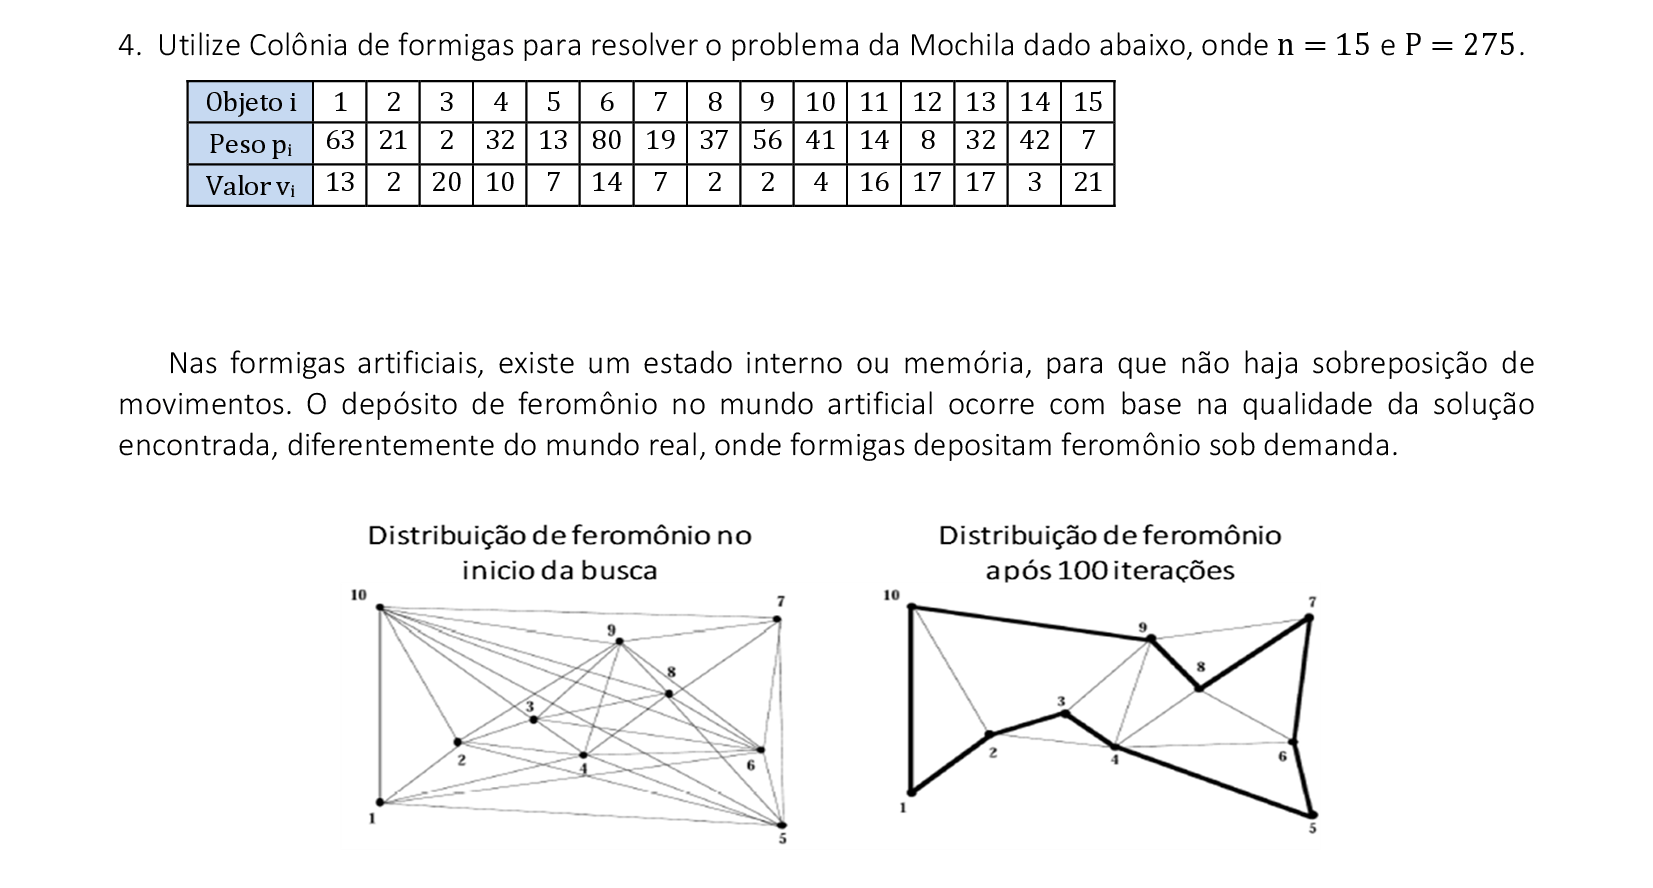 4. Utilize Colônia de formigas para resolver o problema da Mochila dado abaixo, onde n = 15 e P = 275.
Objeto i 1 2 3 4 5 6 7 8 9 10 11 12 13 14 15
Peso pᵢ 63 21 2 32 13 80 19 37 56 41 14 8 32 42 7
Valor vᵢ 13 2 20 10 7 14 7 2 2 4 16 17 17 3 21
Nas formigas artificiais, existe um estado interno ou memória, para que não haja sobreposição de
movimentos. O depósito de feromônio no mundo artificial ocorre com base na qualidade da solução
encontrada, diferentemente do mundo real, onde formigas depositam feromônio sob demanda.
Distribuição de feromônio no
inicio da busca
10
7
9
8
3
2
4
6
1
5
Distribuição de feromônio
após 100 iterações
10
7
9
8
3
2
4
6
1
5